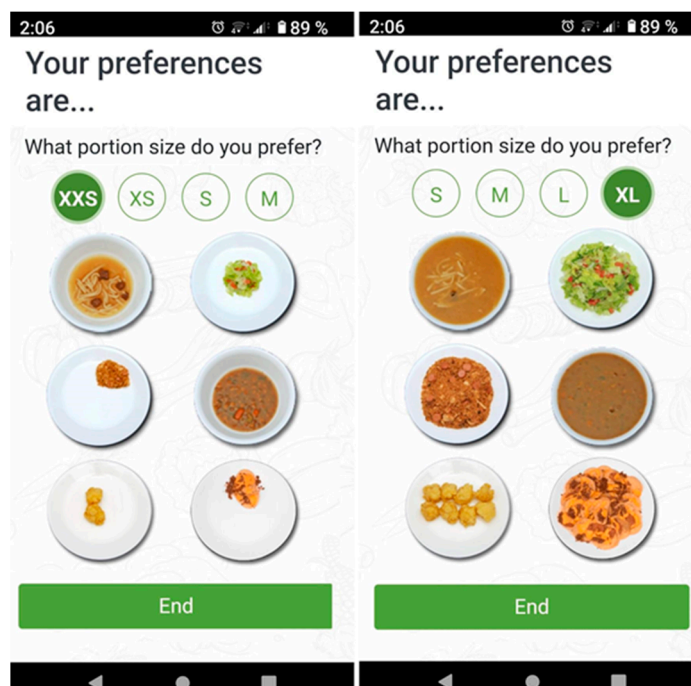 2:06
89 %
Your preferences
are...
What portion size do you prefer?
XXS XS S M
End
2:06
89 %
Your preferences
are...
What portion size do you prefer?
S M L XL
End